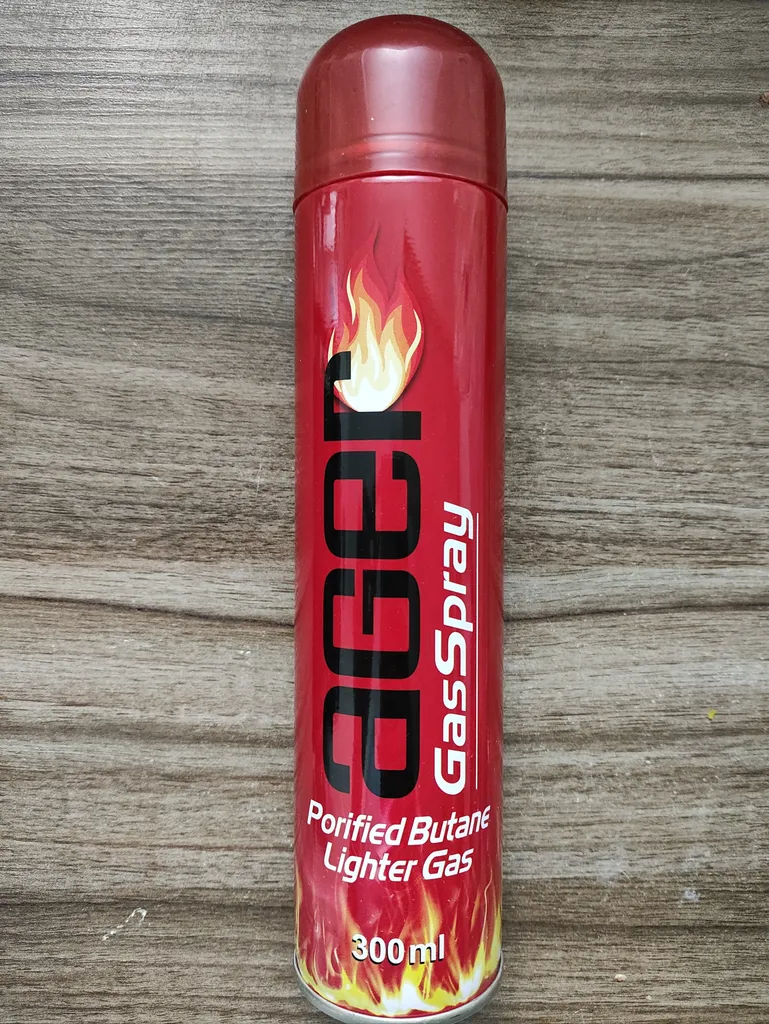 aGer
GasSpray
Porified Butane
Lighter Gas
300ml